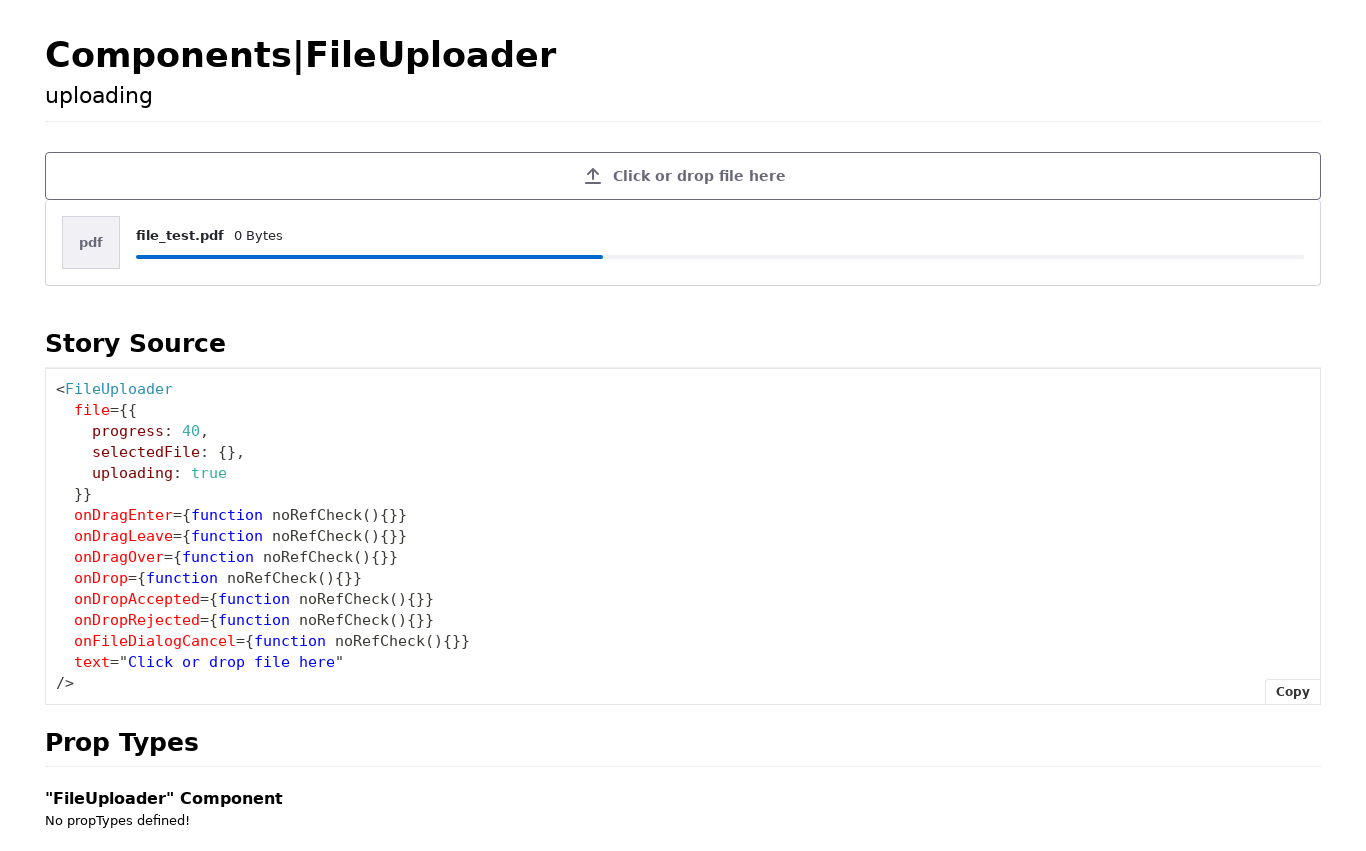 Components|FileUploader
uploading
Click or drop file here
pdf
file_test.pdf 0 Bytes
Story Source
<FileUploader
  file={{
    progress: 40,
    selectedFile: {},
    uploading: true
  }}
  onDragEnter={function noRefCheck(){}}
  onDragLeave={function noRefCheck(){}}
  onDragOver={function noRefCheck(){}}
  onDrop={function noRefCheck(){}}
  onDropAccepted={function noRefCheck(){}}
  onDropRejected={function noRefCheck(){}}
  onFileDialogCancel={function noRefCheck(){}}
  text="Click or drop file here"
/>
Copy
Prop Types
"FileUploader" Component
No propTypes defined!